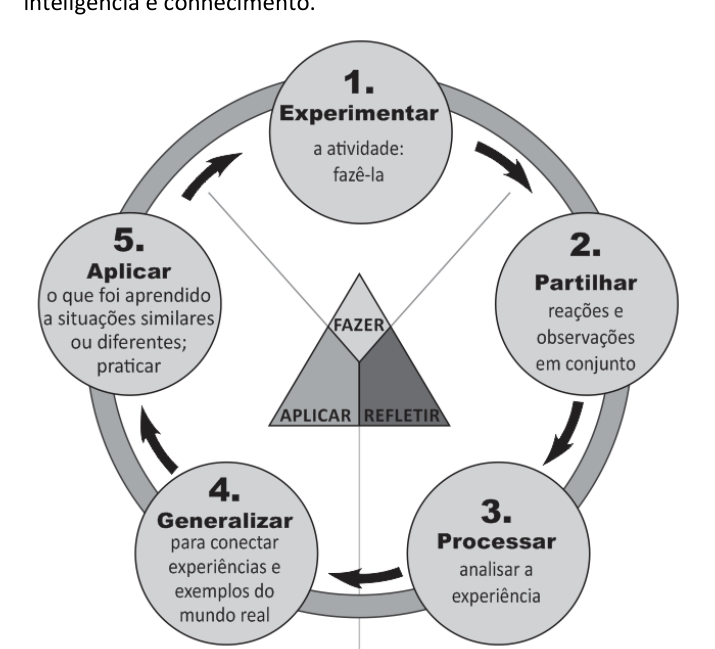 inteligência e conhecimento.
1.
Experimentar
a atividade:
fazê-la
2.
Partilhar
reações e
observações
em conjunto
3.
Processar
analisar a
experiência
4.
Generalizar
para conectar
experiências e
exemplos do
mundo real
5.
Aplicar
o que foi aprendido
a situações similares
ou diferentes;
praticar
FAZER
APLICAR
REFLETIR